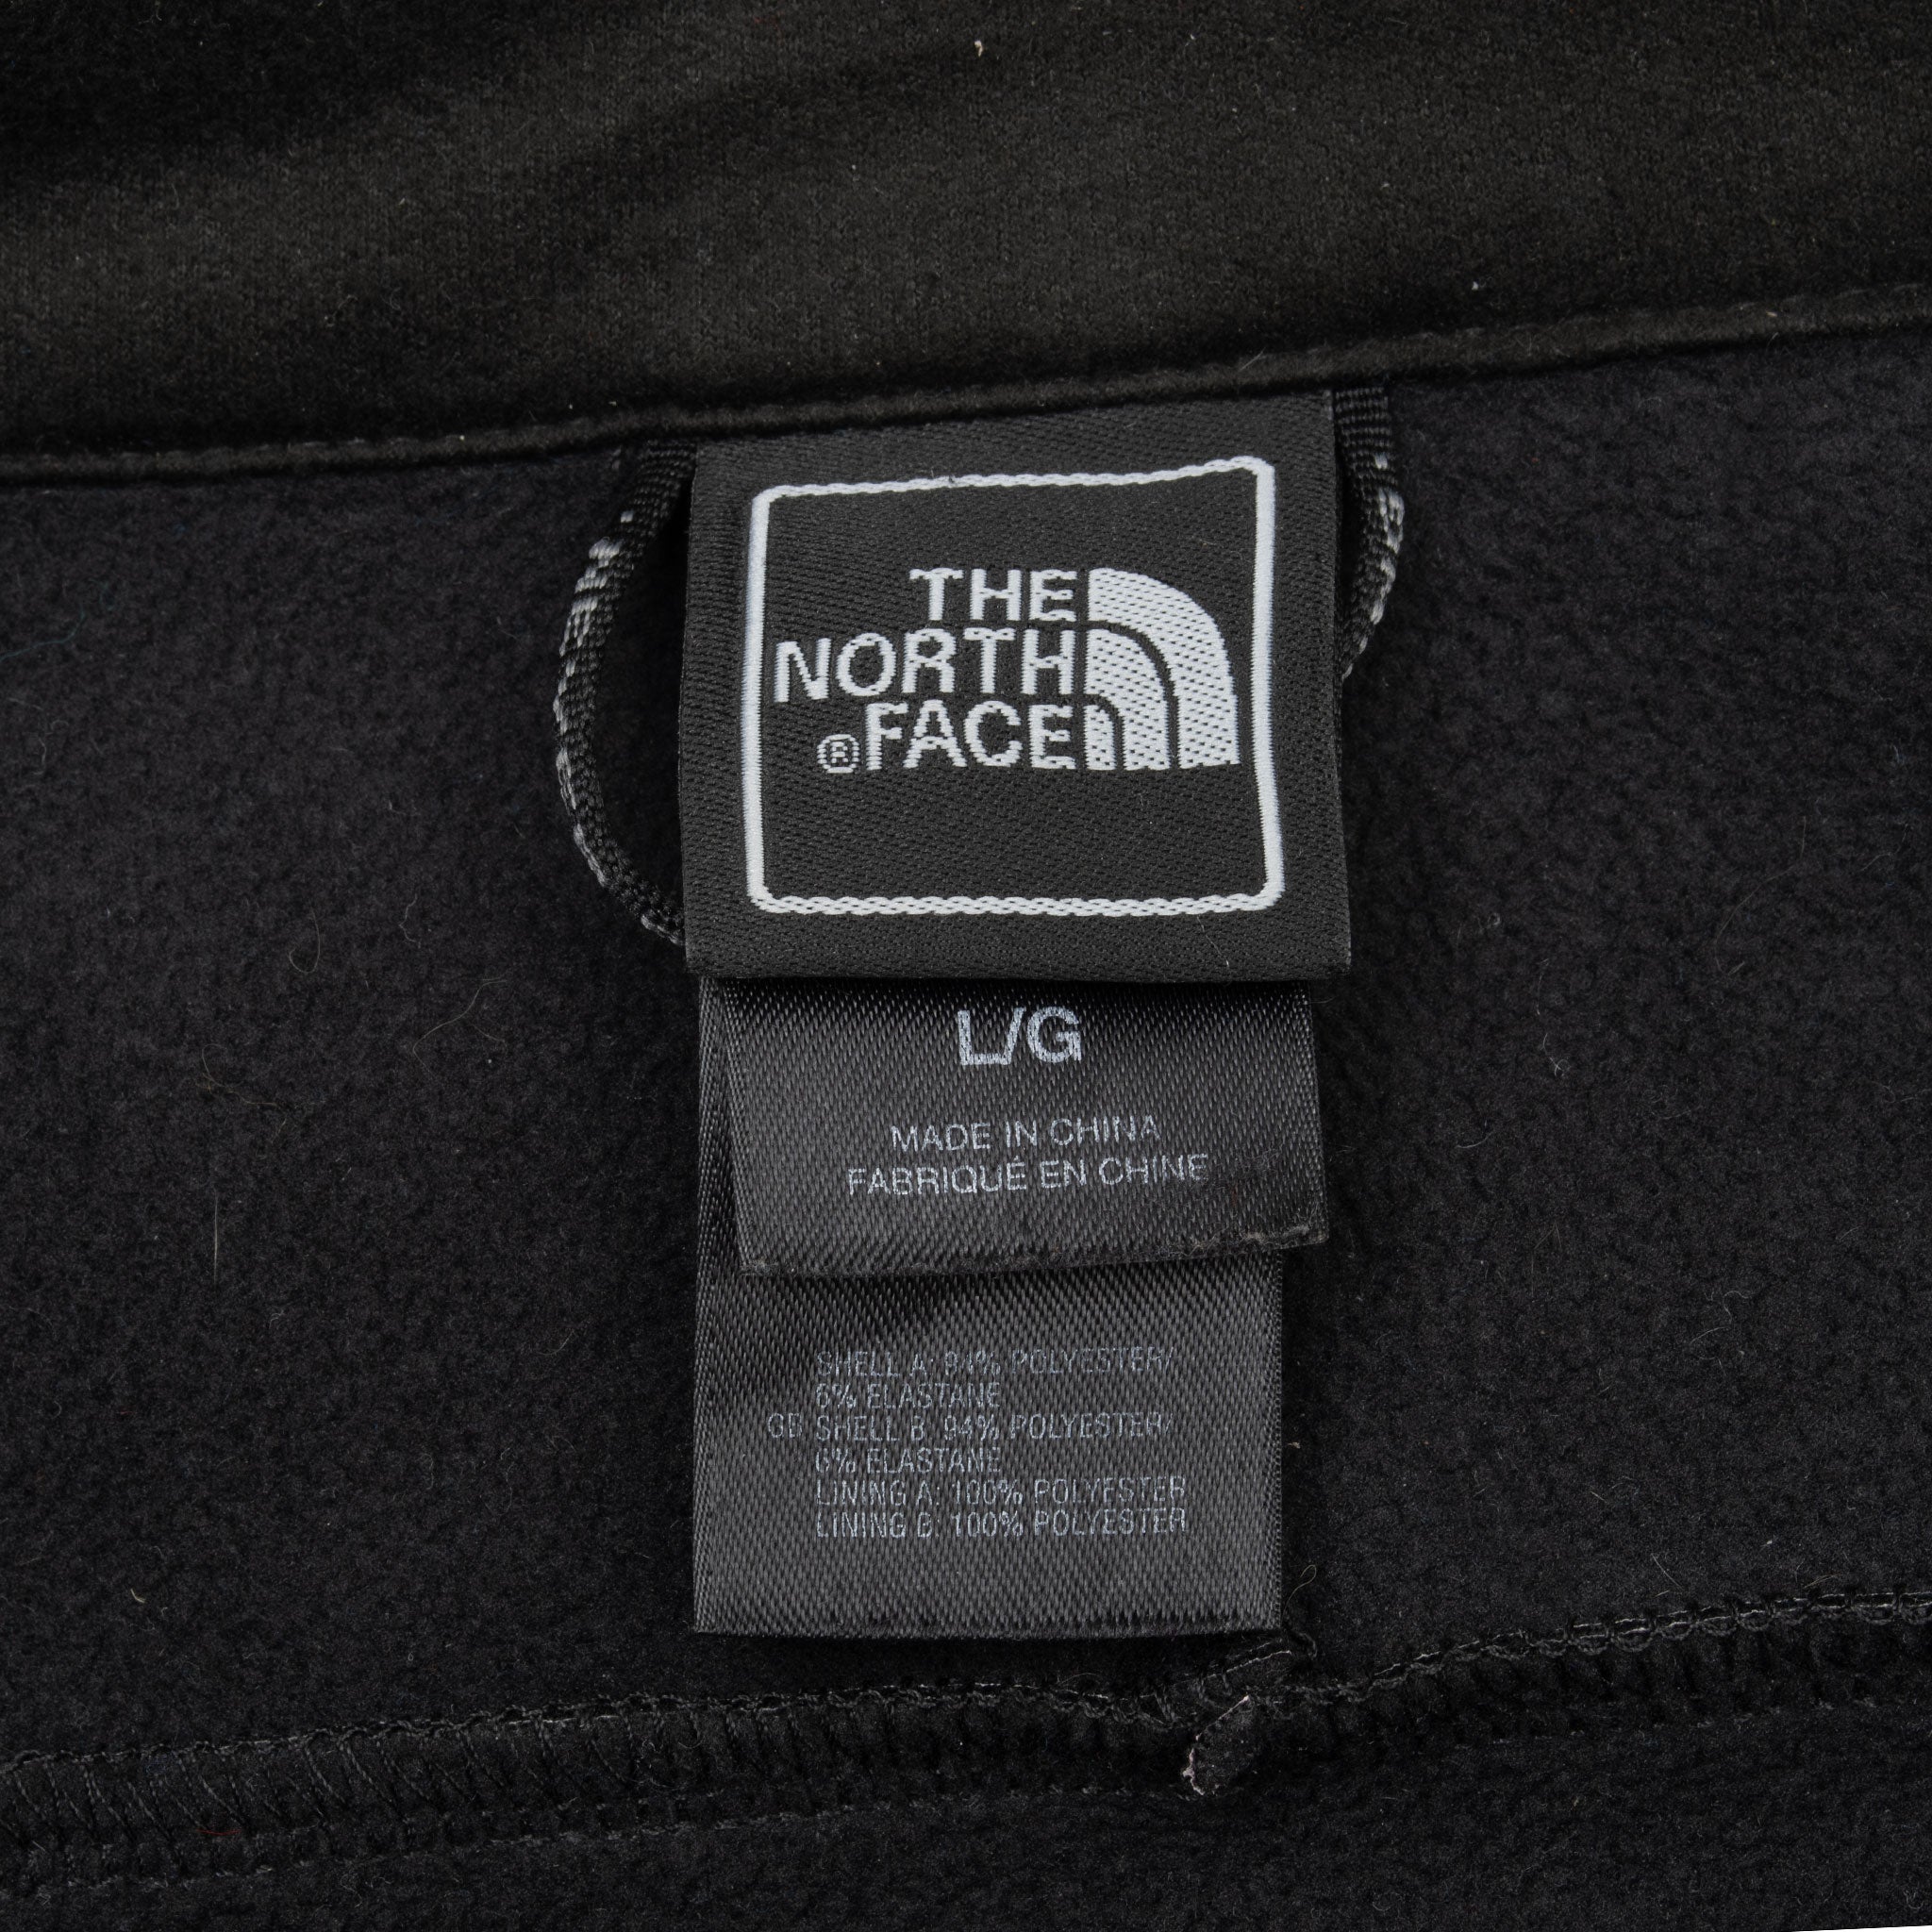 THE
NORTH
®FACE
L/G
MADE IN CHINA
FABRIQUÉ EN CHINE
SHELL A: 94% POLYESTER/
6% ELASTANE
GB SHELL B: 94% POLYESTER/
6% ELASTANE
LINING A: 100% POLYESTER
LINING B: 100% POLYESTER